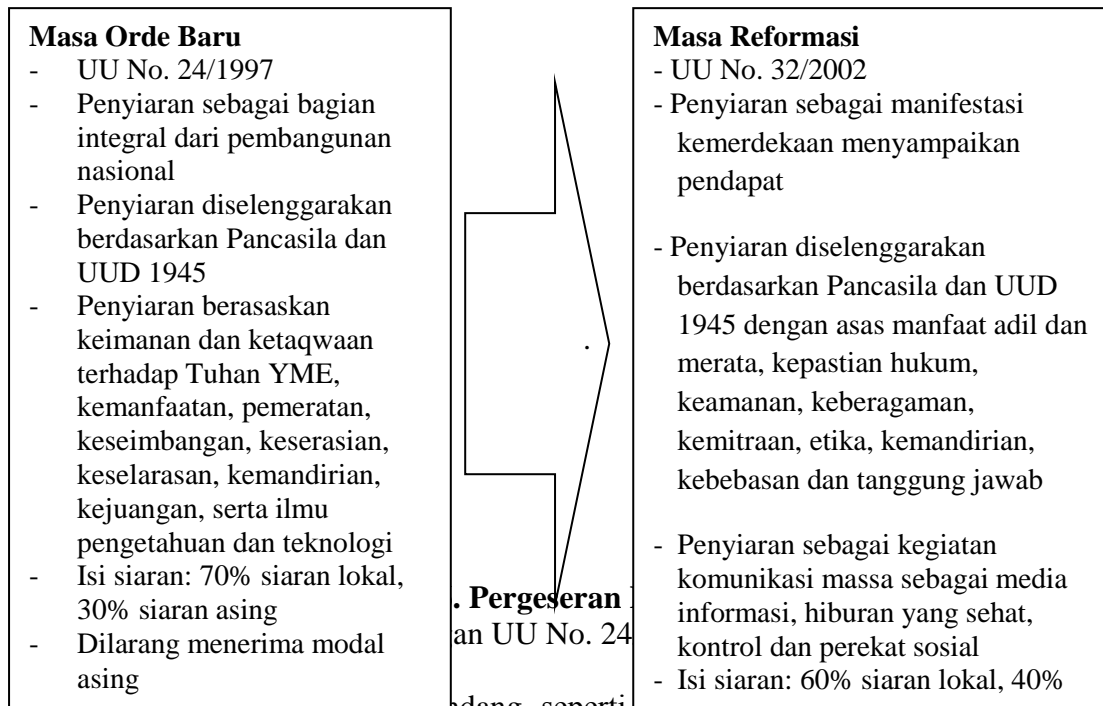 Masa Orde Baru
- UU No. 24/1997
- Penyiaran sebagai bagian
integral dari pembangunan
nasional
- Penyiaran diselenggarakan
berdasarkan Pancasila dan
UUD 1945
- Penyiaran berasaskan
keimanan dan ketaqwaan
terhadap Tuhan YME,
kemanfaatan, pemeratan,
keseimbangan, keserasian,
keselarasan, kemandirian,
kejuangan, serta ilmu
pengetahuan dan teknologi
- Isi siaran: 70% siaran lokal,
30% siaran asing
- Dilarang menerima modal
asing
.
. Pergeseran
an UU No. 24
seperti
Masa Reformasi
- UU No. 32/2002
- Penyiaran sebagai manifestasi
kemerdekaan menyampaikan
pendapat
- Penyiaran diselenggarakan
berdasarkan Pancasila dan UUD
1945 dengan asas manfaat adil dan
merata, kepastian hukum,
keamanan, keberagaman,
kemitraan, etika, kemandirian,
kebebasan dan tanggung jawab
- Penyiaran sebagai kegiatan
komunikasi massa sebagai media
informasi, hiburan yang sehat,
kontrol dan perekat sosial
- Isi siaran: 60% siaran lokal, 40%